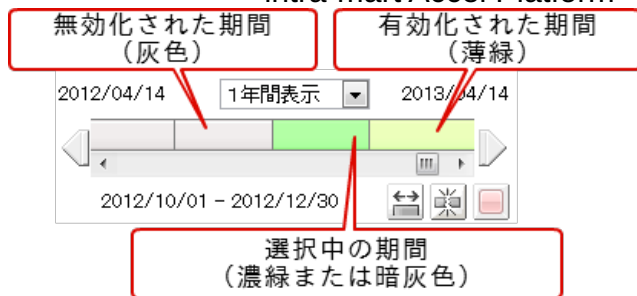 無効化された期間
（灰色）
有効化された期間
（薄緑）
2012/04/14
1年間表示
2013/04/14
2012/10/01 - 2012/12/30
選択中の期間
（濃緑または暗灰色）